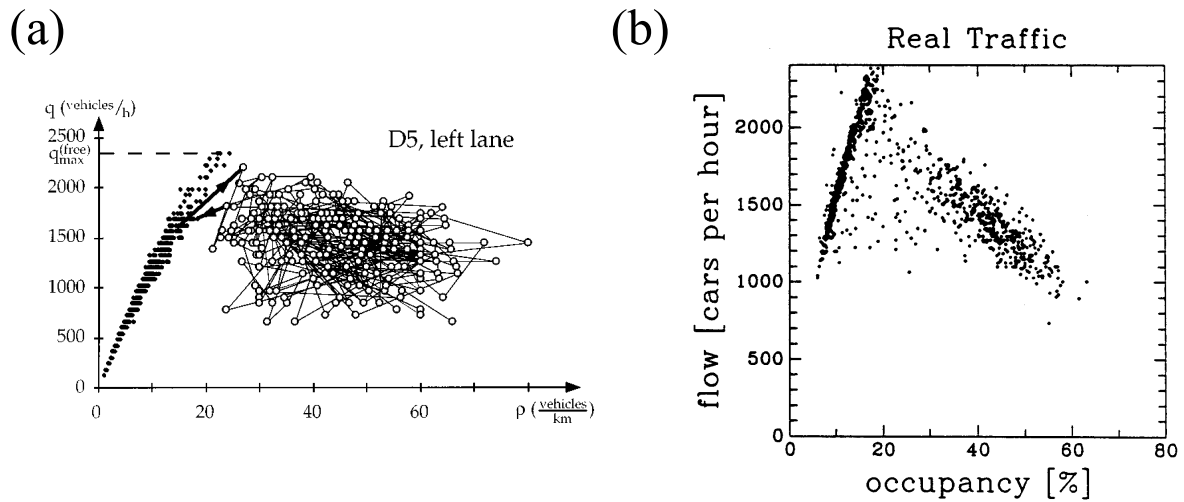 (a)
q (vehicles/h)
2500
q(free)max
2000
1500
1000
500
0
0
20
40
60
ρ (vehicles/km)
D5, left lane
(b)
Real Traffic
flow [cars per hour]
2000
1500
1000
500
0
0
20
40
60
80
occupancy [%]